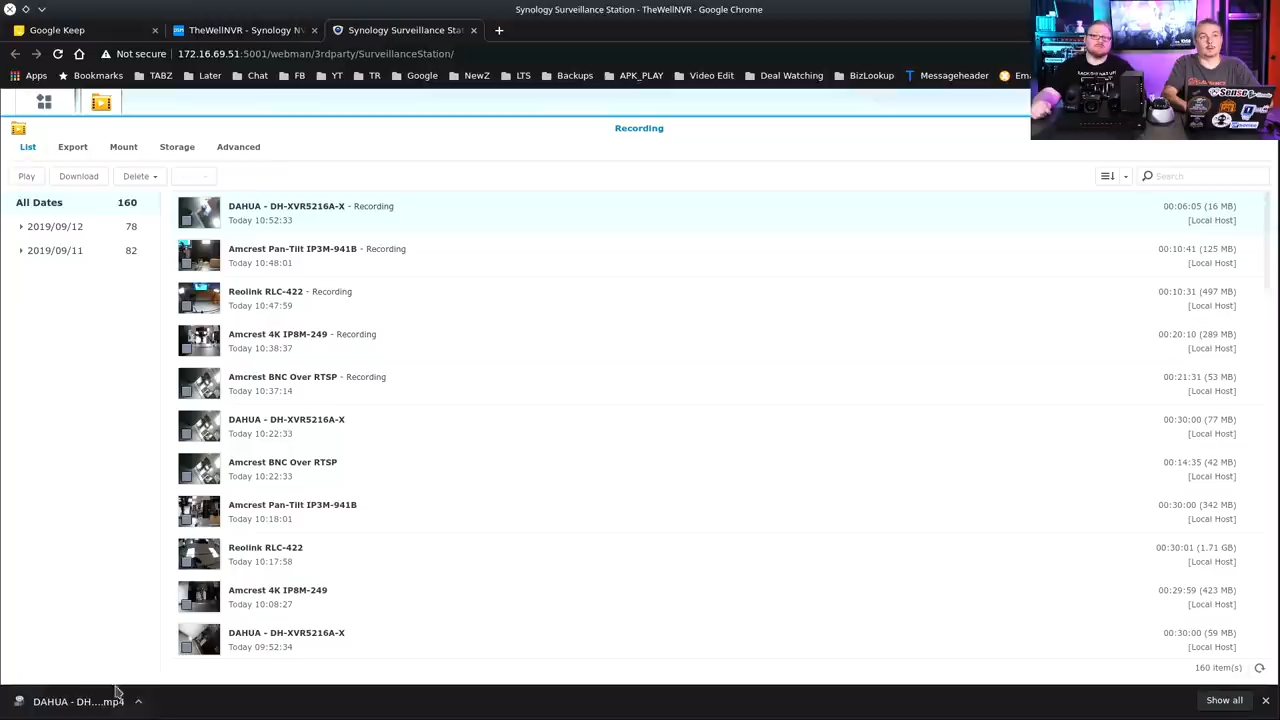 Synology Surveillance Station - Google Chrome
Google Keep
TheWellNVR - Synology NV
Synology Surveillance Stat
Not secure
172.16.69.51:5001
Apps
Bookmarks
TABZ
Later
Chat
FB
YT - TR
Google
NewZ
LTS
Backups
PFK_PLAY
Video Edit
Deal Watching
BizLookup
Messageheader
Recording
List
Export
Mount
Storage
Advanced
Play
Download
Delete
Search
All Dates 160
2019/09/12 78
2019/09/11 82
DAHUA - DH-XVR5216A-X - Recording 00:06:05 (16 MB)
Today 10:52:33 [Local Host]
Amcrest Pan-Tilt IP3M-941B - Recording 00:10:41 (125 MB)
Today 10:48:01 [Local Host]
Reolink RLC-422 - Recording 00:10:31 (497 MB)
Today 10:47:59 [Local Host]
Amcrest 4K IP8M-249 - Recording 00:20:10 (289 MB)
Today 10:38:37 [Local Host]
Amcrest BNC Over RTSP - Recording 00:21:31 (53 MB)
Today 10:37:14 [Local Host]
DAHUA - DH-XVR5216A-X 00:30:00 (77 MB)
Today 10:22:33 [Local Host]
Amcrest BNC Over RTSP 00:14:35 (42 MB)
Today 10:22:33 [Local Host]
Amcrest Pan-Tilt IP3M-941B 00:30:00 (342 MB)
Today 10:18:01 [Local Host]
Reolink RLC-422 00:30:01 (1.71 GB)
Today 10:17:58 [Local Host]
Amcrest 4K IP8M-249 00:29:59 (423 MB)
Today 10:08:27 [Local Host]
DAHUA - DH-XVR5216A-X 00:30:00 (59 MB)
Today 09:52:34 [Local Host]
160 item(s)
DAHUA - DH....mp4
Show all